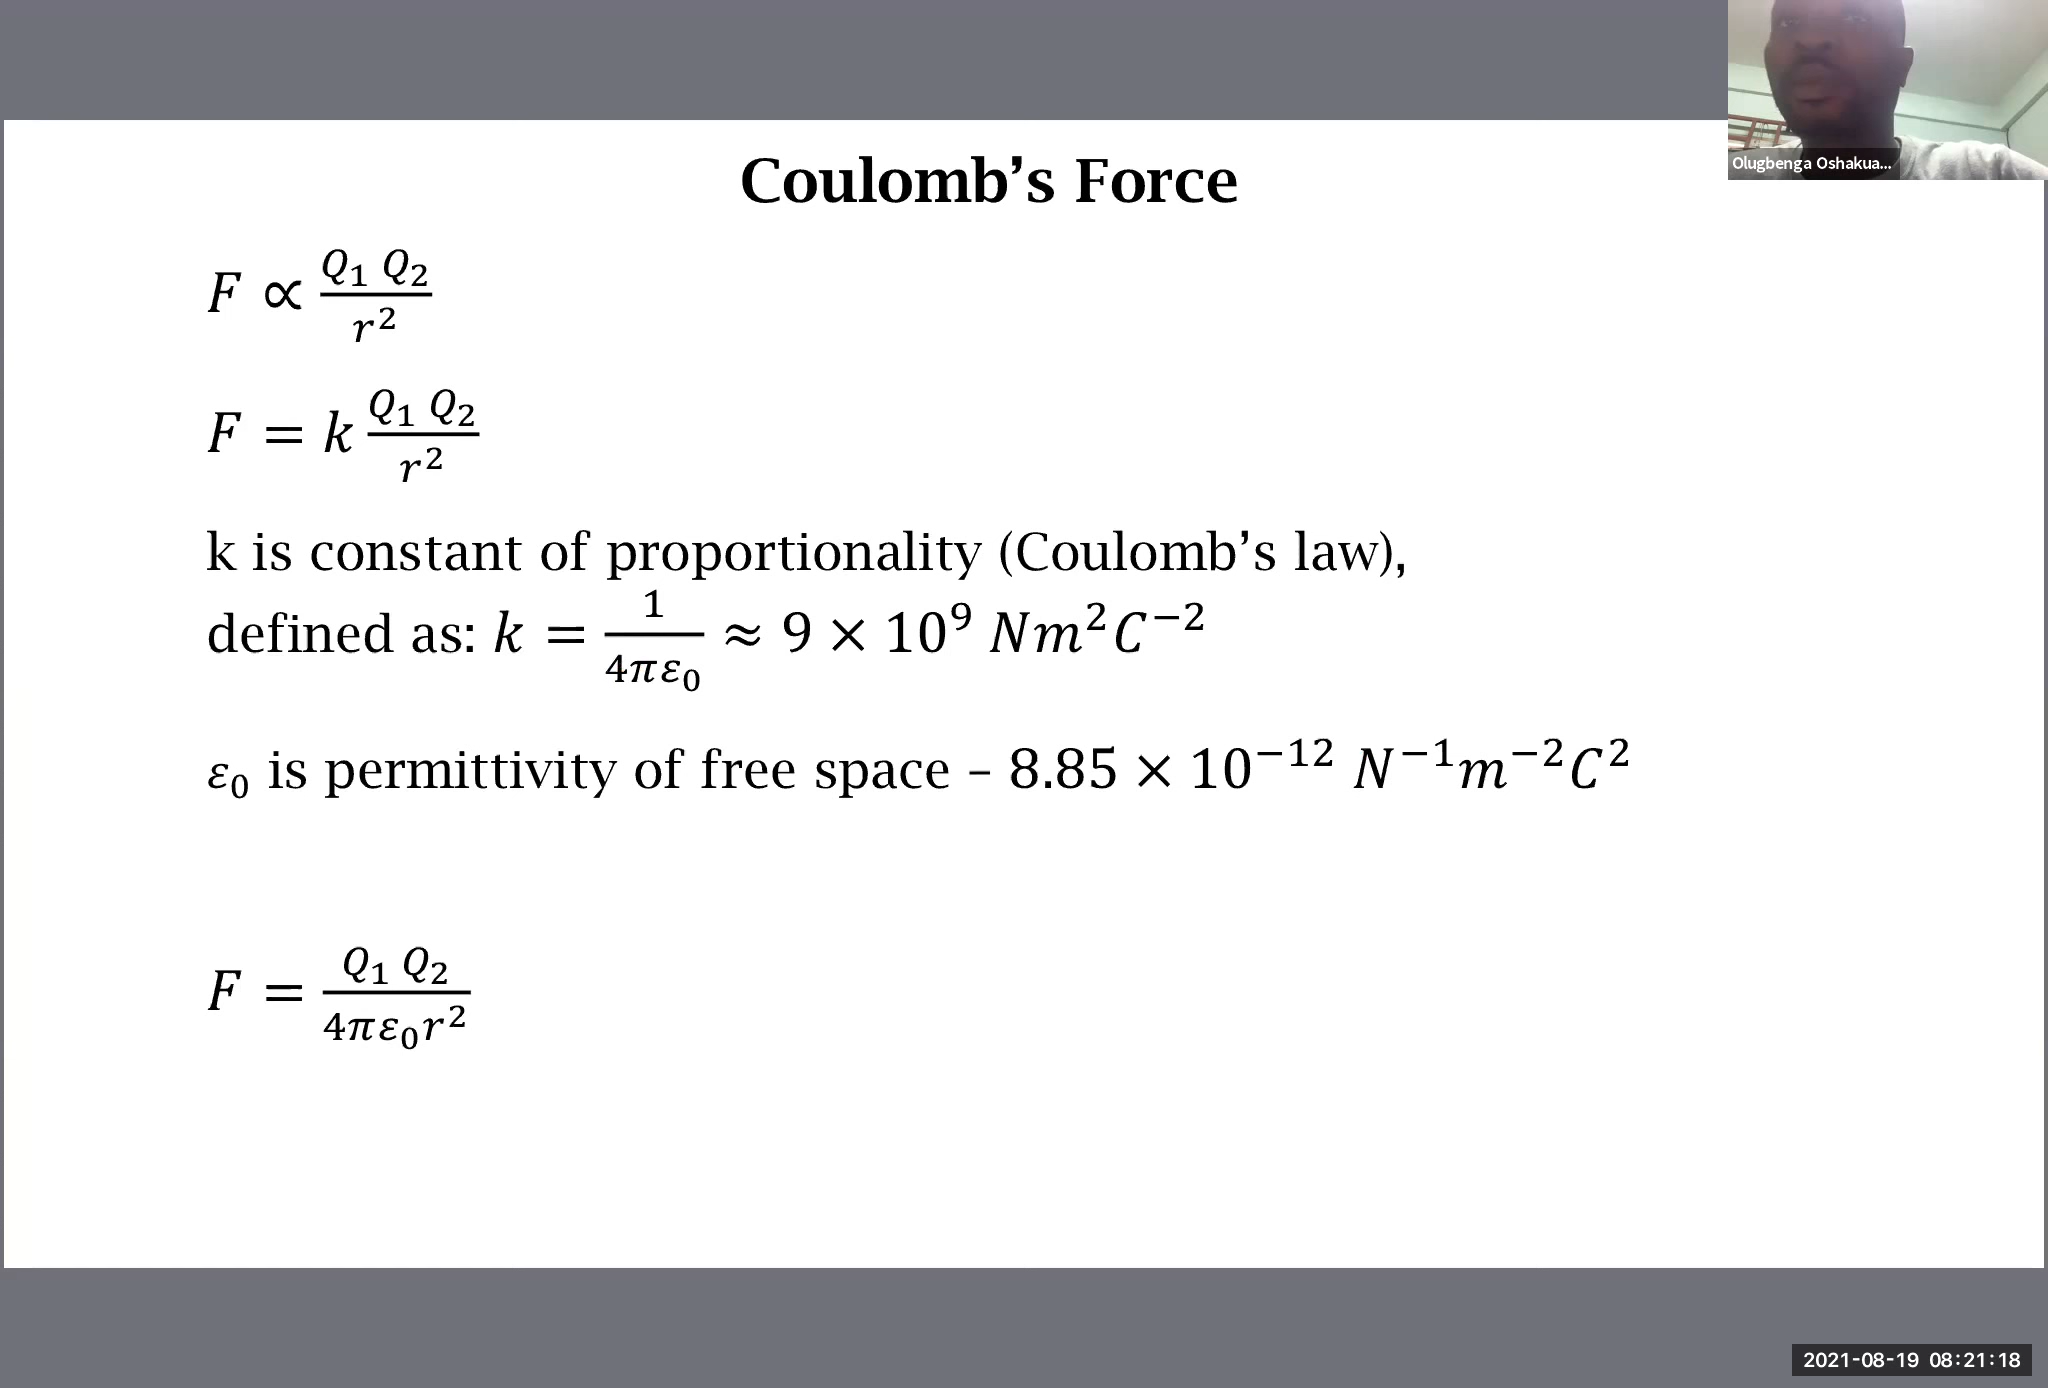 Olugbenga Oshakua...
Coulomb’s Force
F ∝ Q₁ Q₂ / r²
F = k Q₁ Q₂ / r²
k is constant of proportionality (Coulomb’s law),
defined as: k = 1 / 4πε₀ ≈ 9 × 10⁹ Nm²C⁻²
ε₀ is permittivity of free space – 8.85 × 10⁻¹² N⁻¹m⁻²C²
F = Q₁ Q₂ / 4πε₀r²
2021-08-19 08:21:18